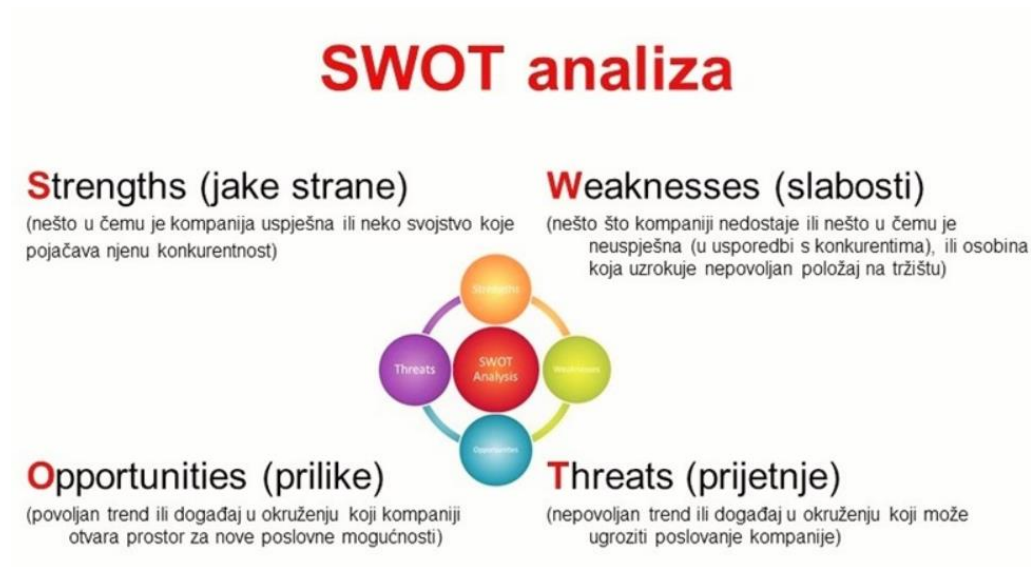 SWOT analiza
Strengths (jake strane)
(nešto u čemu je kompanija uspješna ili neko svojstvo koje
pojačava njenu konkurentnost)
Weaknesses (slabosti)
(nešto što kompaniji nedostaje ili nešto u čemu je
neuspješna (u usporedbi s konkurentima), ili osobina
koja uzrokuje nepovoljan položaj na tržištu)
Strengths
Threats
SWOT
Analysis
Weaknesses
Opportunities
Opportunities (prilike)
(povoljan trend ili događaj u okruženju koji kompaniji
otvara prostor za nove poslovne mogućnosti)
Threats (prijetnje)
(nepovoljan trend ili događaj u okruženju koji može
ugroziti poslovanje kompanije)